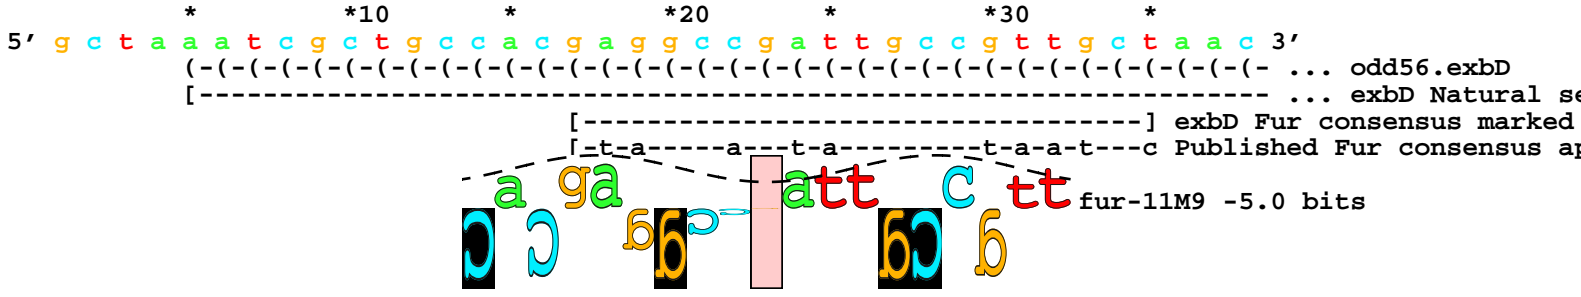 * *10 * *20 * *30 *
5′ g c t a a a t c g c t g c c a c g a g g c c g a t t g c c g t t g c t a a c 3′
(-(-(-(-(-(-(-(-(-(-(-(-(-(-(-(-(-(-(-(-(-(-(-(-(-(-(-(-(-(-(-(-(-(- ... odd56.exbD
[------------------------------------------------------------------- ... exbD Natural se
[-----------------------------------] exbD Fur consensus marked
[-t-a-----a---t-a---------t-a-a-t---c Published Fur consensus ap
c a c g a g g c c g a t t g c c g t t fur-11M9 -5.0 bits